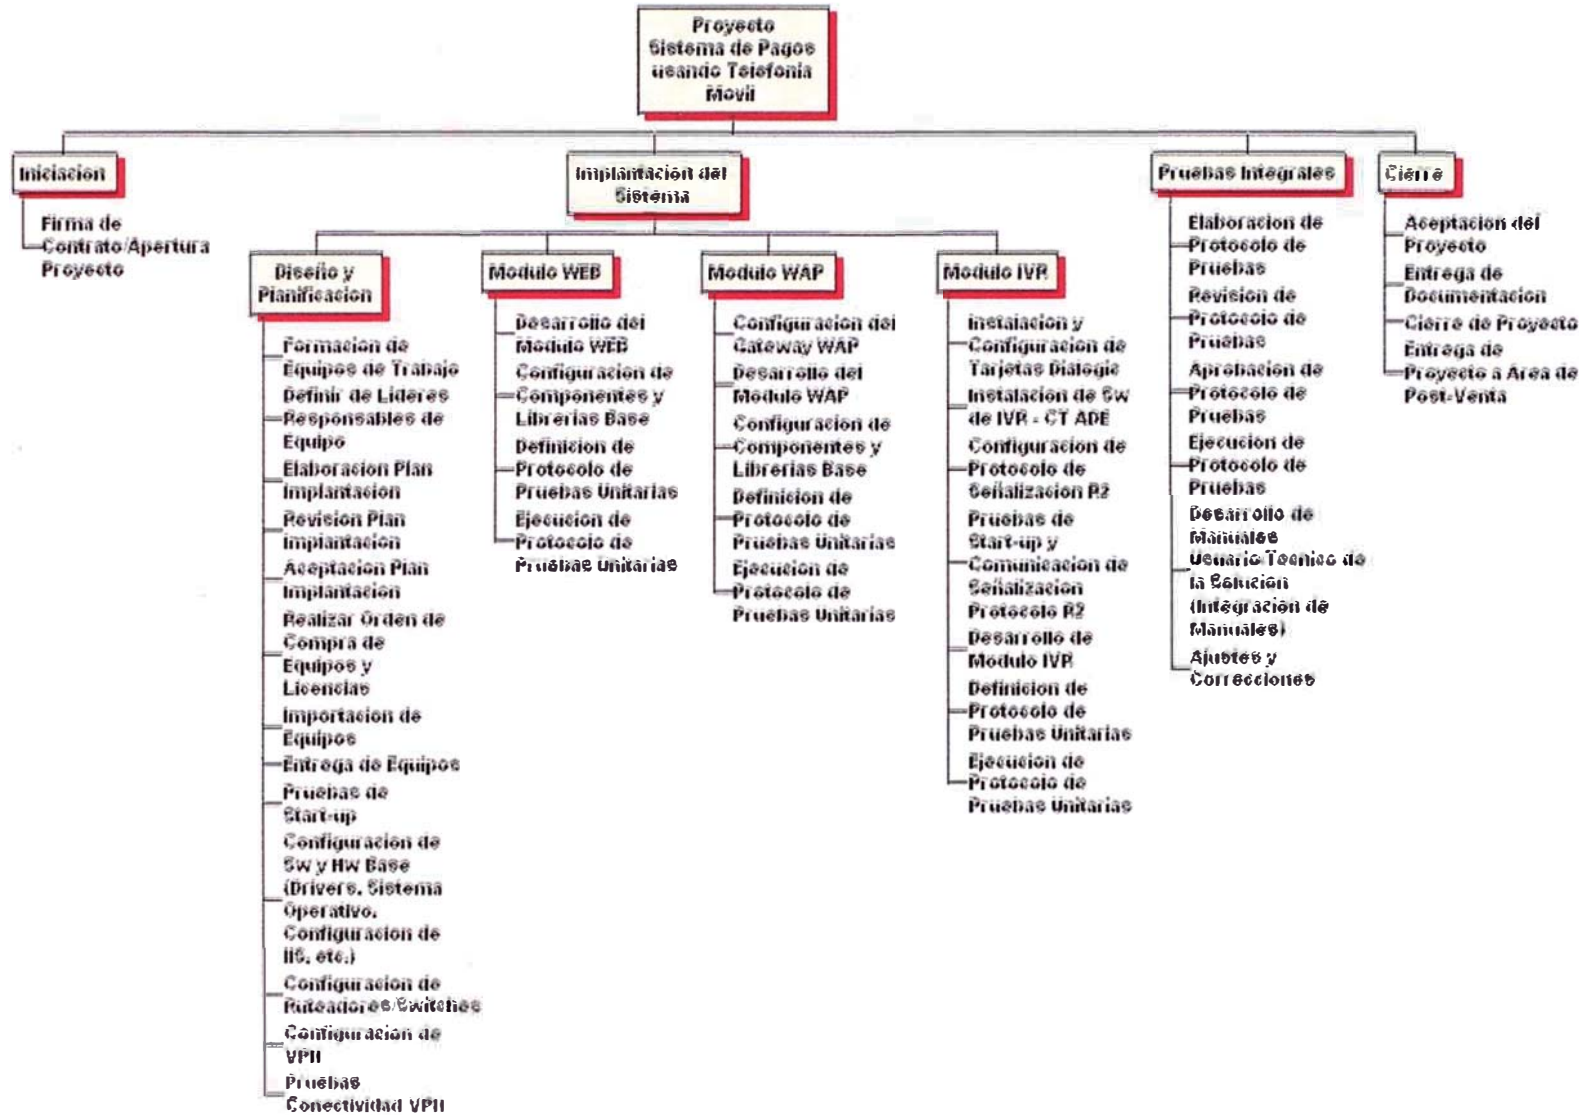 Proyecto
Sistema de Pagos
usando Telefonia
Movil
Iniciacion
Firma de
Contrato/Apertura
Proyecto
Implantacion del
Sistema
Diseño y
Planificacion
Formacion de
Equipos de Trabajo
Definir de Lideres
Responsables de
Equipo
Elaboracion Plan
Implantacion
Revision Plan
Implantacion
Aceptacion Plan
Implantacion
Realizar Orden de
Compra de
Equipos y
Licencias
Importacion de
Equipos
Entrega de Equipos
Pruebas de
Start-up
Configuracion de
Sw y Hw Base
(Drivers, Sistema
Operativo,
Configuracion de
IIS, etc.)
Configuracion de
Ruteadores/Switches
Configuracion de
VPN
Pruebas
Conectividad VPN
Modulo WEB
Desarrollo del
Modulo WEB
Configuracion de
Componentes y
Librerias Base
Definicion de
Protocolo de
Pruebas Unitarias
Ejecucion de
Protocolo de
Pruebas Unitarias
Modulo WAP
Configuracion del
Gateway WAP
Desarrollo del
Modulo WAP
Configuracion de
Componentes y
Librerias Base
Definicion de
Protocolo de
Pruebas Unitarias
Ejecucion de
Protocolo de
Pruebas Unitarias
Modulo IVR
Instalacion y
Configuracion de
Tarjetas Dialogic
Instalacion de Sw
de IVR - CT ADE
Configuracion de
Protocolo de
Señalizacion R2
Pruebas de
Start-up y
Comunicacion de
Señalizacion
Protocolo R2
Desarrollo de
Modulo IVR
Definicion de
Protocolo de
Pruebas Unitarias
Ejecucion de
Protocolo de
Pruebas Unitarias
Pruebas Integrales
Elaboracion de
Protocolo de
Pruebas
Revision de
Protocolo de
Pruebas
Aprobacion de
Protocolo de
Pruebas
Ejecucion de
Protocolo de
Pruebas
Desarrollo de
Manuales
Usuario Tecnico de
la Solucion
(Integracion de
Manuales)
Ajustes y
Correcciones
Cierre
Aceptacion del
Proyecto
Entrega de
Documentacion
Cierre de Proyecto
Entrega de
Proyecto a Area de
Post-Venta